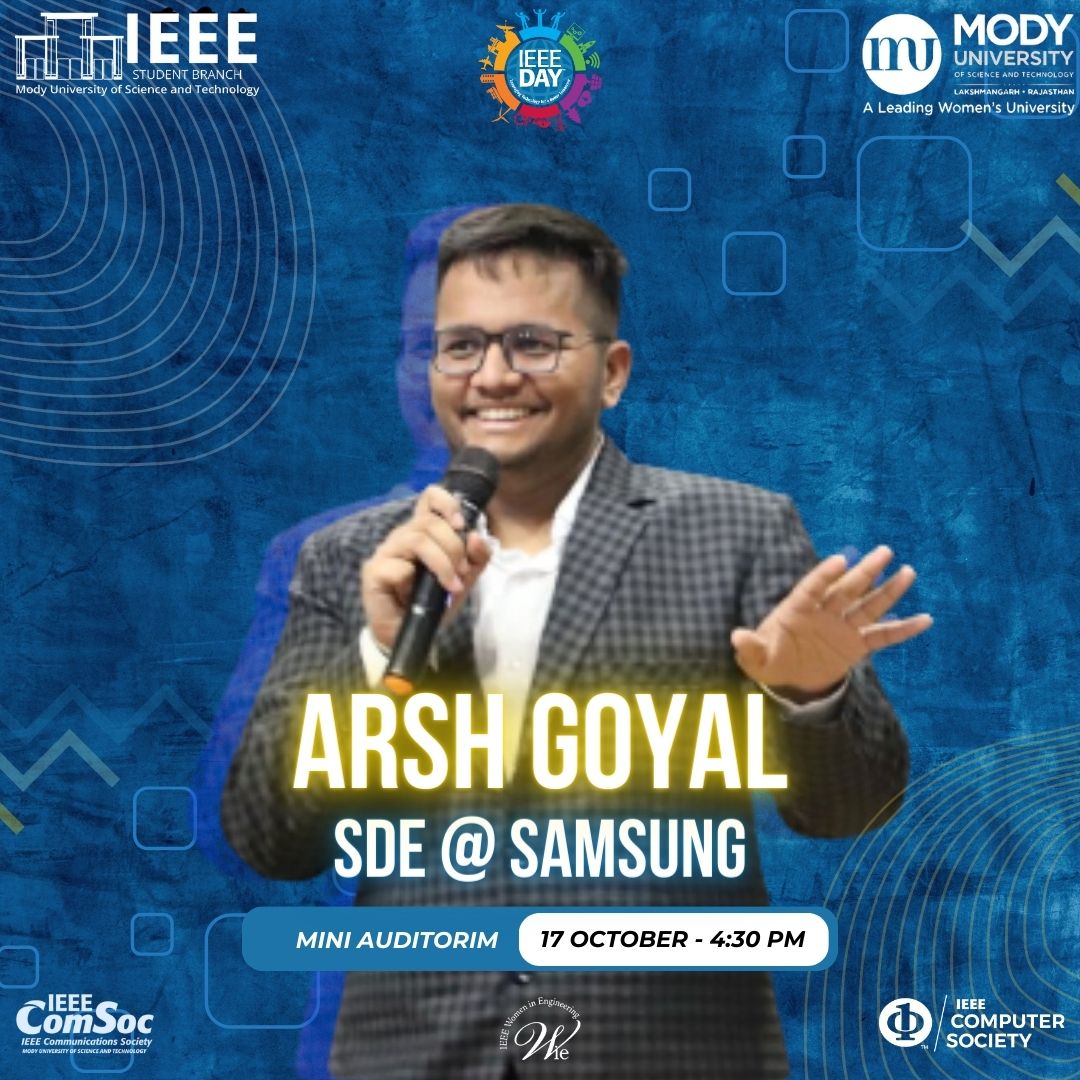 IEEE
STUDENT BRANCH
Mody University of Science and Technology
IEEE
DAY
mu
MODY
UNIVERSITY
OF SCIENCE AND TECHNOLOGY
LAKSHMANGARH • RAJASTHAN
A Leading Women's University
ARSH GOYAL
SDE @ SAMSUNG
MINI AUDITORIM
17 OCTOBER - 4:30 PM
IEEE
ComSoc
IEEE Communications Society
MODY UNIVERSITY OF SCIENCE AND TECHNOLOGY
IEEE Women in Engineering
Wie
IEEE
COMPUTER
SOCIETY
TM